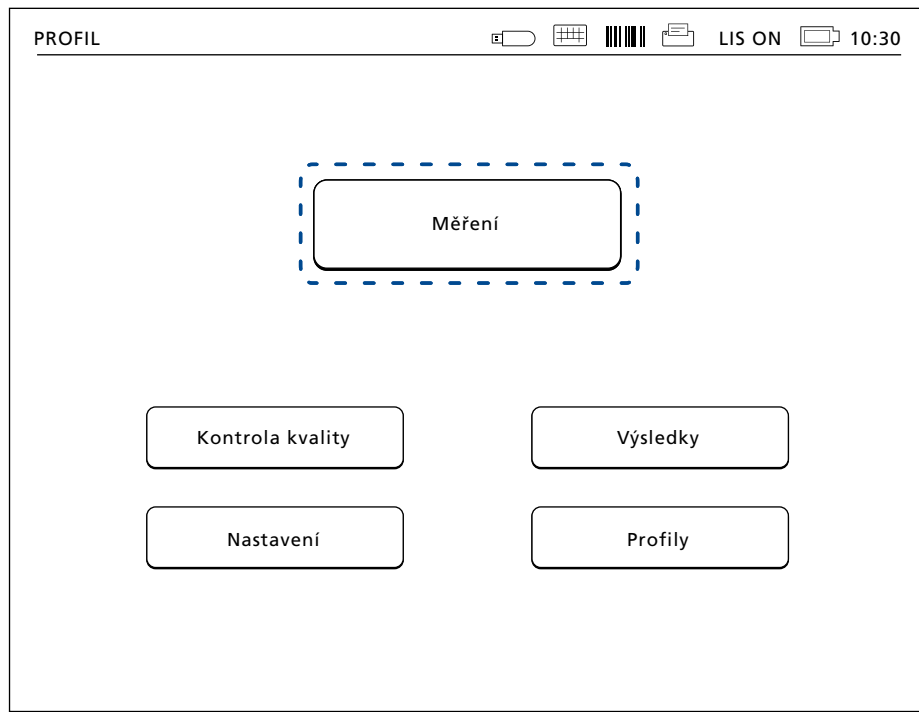 PROFIL LIS ON 10:30
Měření
Kontrola kvality Výsledky
Nastavení Profily